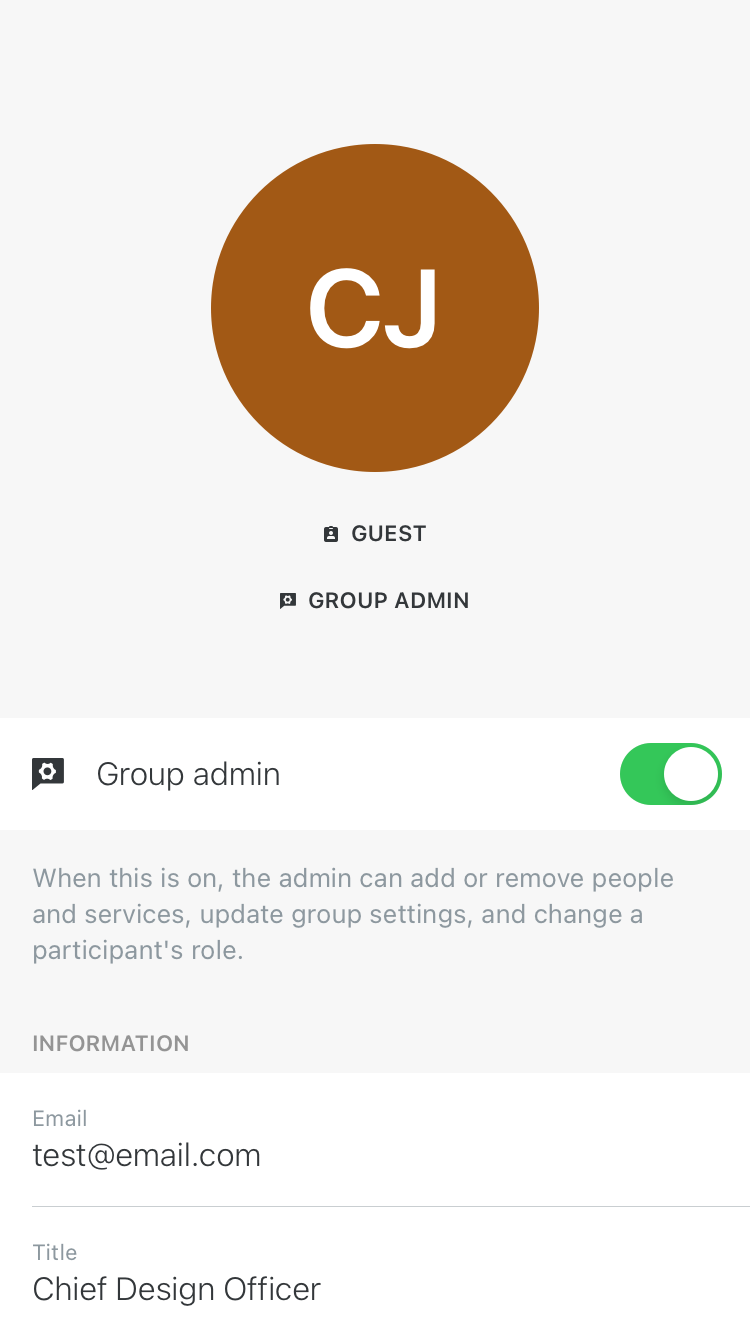 CJ
GUEST
GROUP ADMIN
Group admin
When this is on, the admin can add or remove people
and services, update group settings, and change a
participant's role.
INFORMATION
Email
test@email.com
Title
Chief Design Officer